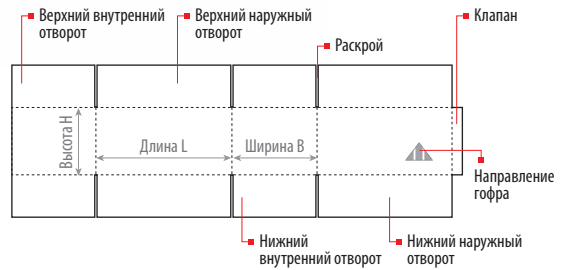 Верхний внутренний
отворот
Верхний наружный
отворот
Раскрой
Клапан
Высота H
Длина L
Ширина B
Направление
гофра
Нижний
внутренний отворот
Нижний наружный
отворот